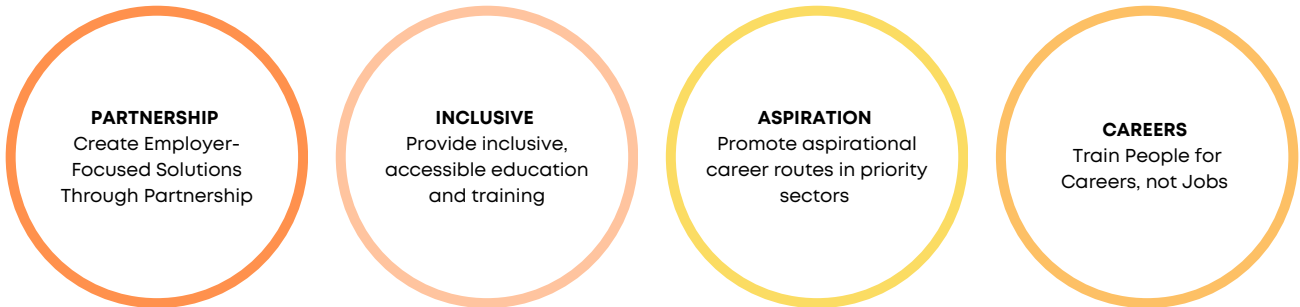 PARTNERSHIP
Create Employer-
Focused Solutions
Through Partnership
INCLUSIVE
Provide inclusive,
accessible education
and training
ASPIRATION
Promote aspirational
career routes in priority
sectors
CAREERS
Train People for
Careers, not Jobs